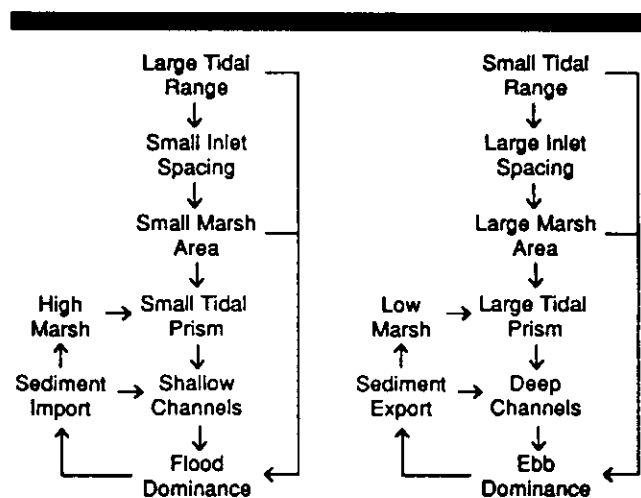 Large Tidal
Range
Small Inlet
Spacing
Small Marsh
Area
High
Marsh
Small Tidal
Prism
Sediment
Import
Shallow
Channels
Flood
Dominance
Small Tidal
Range
Large Inlet
Spacing
Large Marsh
Area
Low
Marsh
Large Tidal
Prism
Sediment
Export
Deep
Channels
Ebb
Dominance